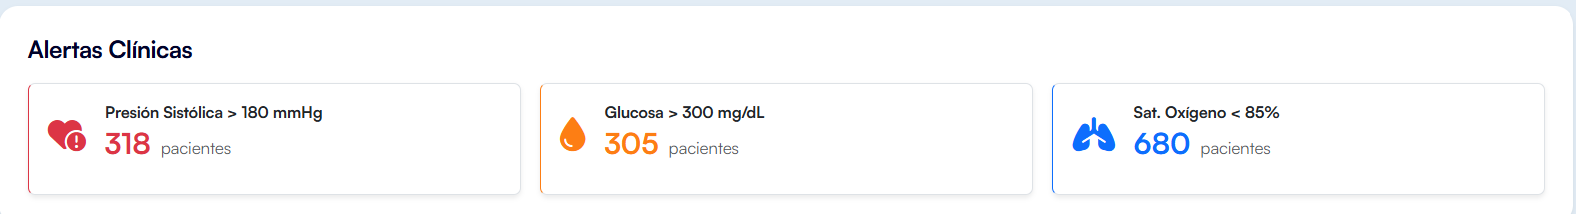 Alertas Clínicas
Presión Sistólica > 180 mmHg
318 pacientes
Glucosa > 300 mg/dL
305 pacientes
Sat. Oxígeno < 85%
680 pacientes